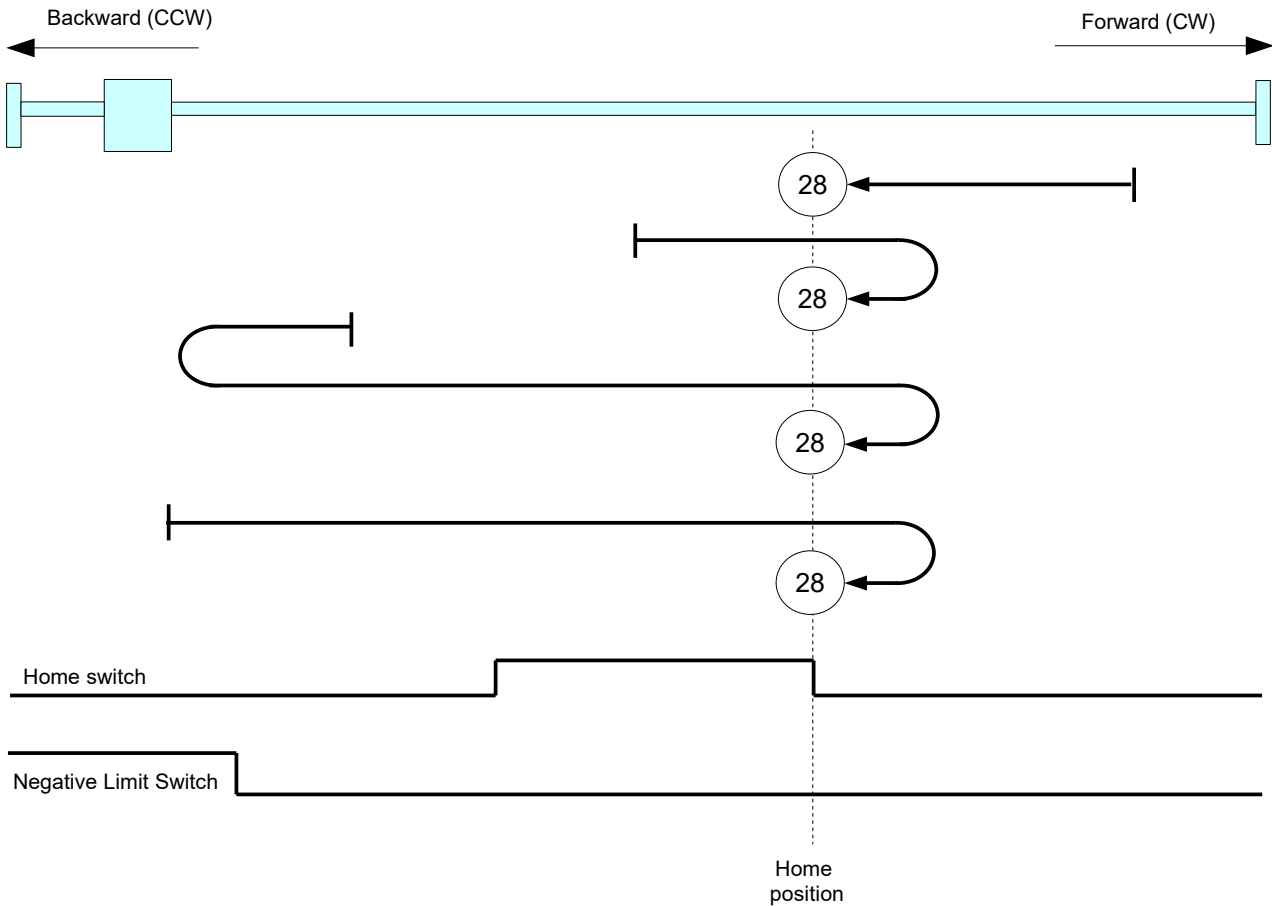 Backward (CCW)
Forward (CW)
28
28
28
28
Home switch
Negative Limit Switch
Home
position